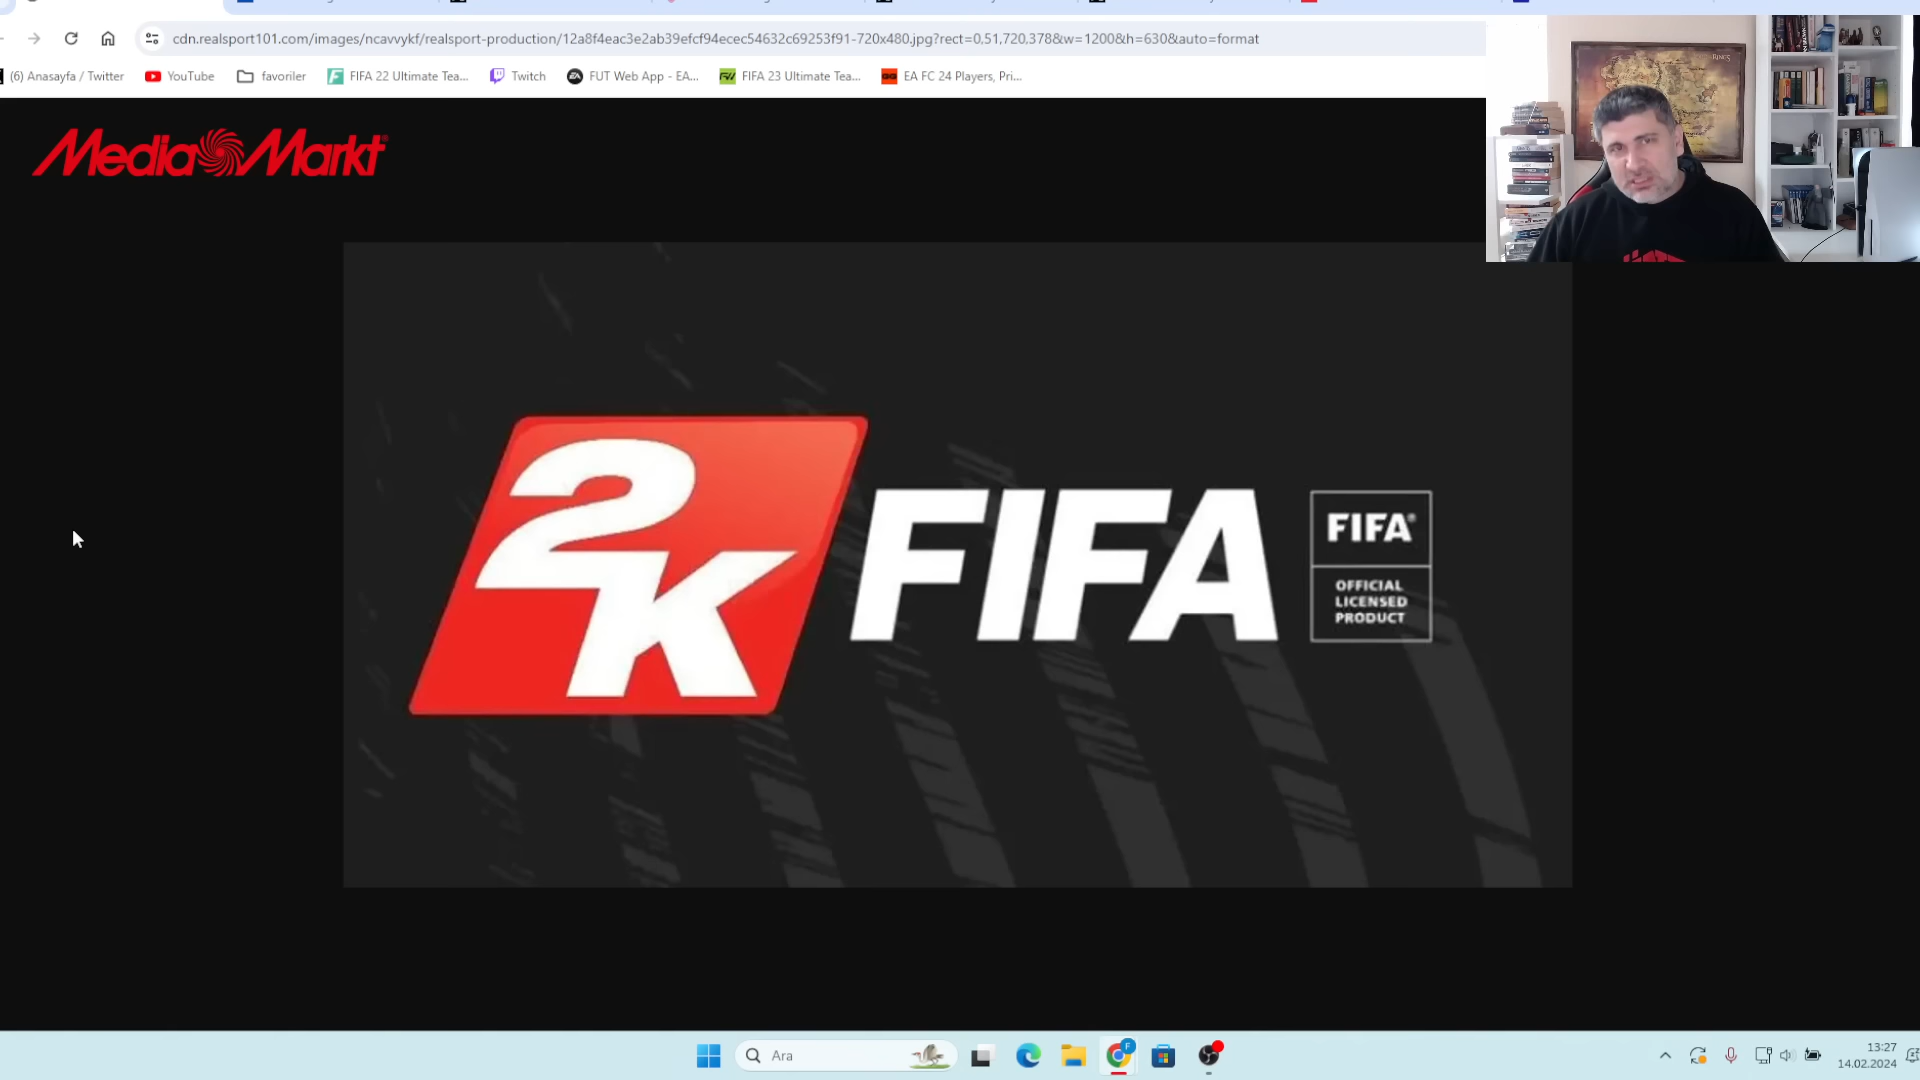 cdn.realsport101.com/images/ncavvykf/realsport-production/12a8f4eac3e2ab39efcf94ecec54632c69253f91-720x480.jpg?rect=0,51,720,378&w=1200&h=630&auto=format
(6) Anasayfa / Twitter YouTube favoriler FIFA 22 Ultimate Tea... Twitch FUT Web App - EA... FIFA 23 Ultimate Tea... EA FC 24 Players, Pri...
MediaMarkt
2K FIFA
FIFA®
OFFICIAL
LICENSED
PRODUCT
Ara
13:27
14.02.2024